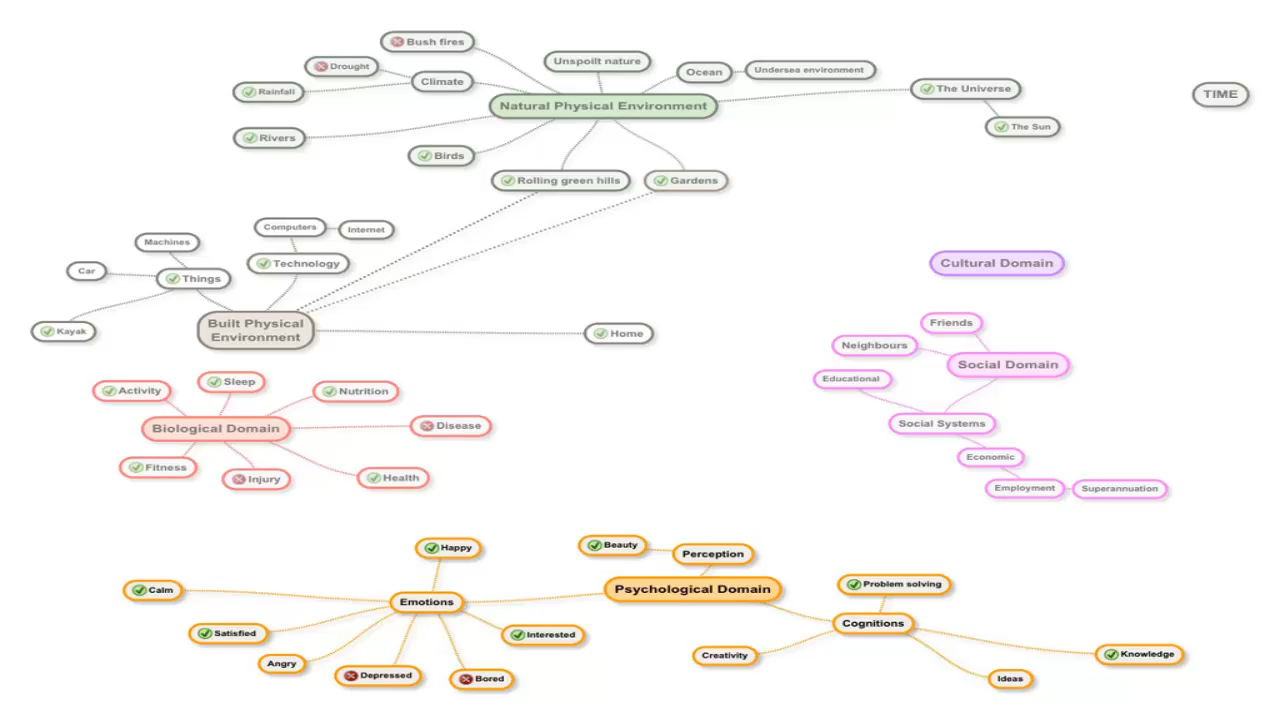 Bush fires
Unspoilt nature
Drought
Climate
Ocean
Undersea environment
Rainfall
The Universe
TIME
Natural Physical Environment
The Sun
Rivers
Birds
Rolling green hills
Gardens
Computers
Internet
Machines
Technology
Car
Things
Cultural Domain
Built Physical
Environment
Kayak
Home
Friends
Neighbours
Social Domain
Educational
Activity
Sleep
Nutrition
Biological Domain
Disease
Social Systems
Fitness
Injury
Health
Economic
Employment
Superannuation
Happy
Beauty
Perception
Psychological Domain
Problem solving
Calm
Emotions
Cognitions
Satisfied
Interested
Angry
Depressed
Bored
Creativity
Knowledge
Ideas